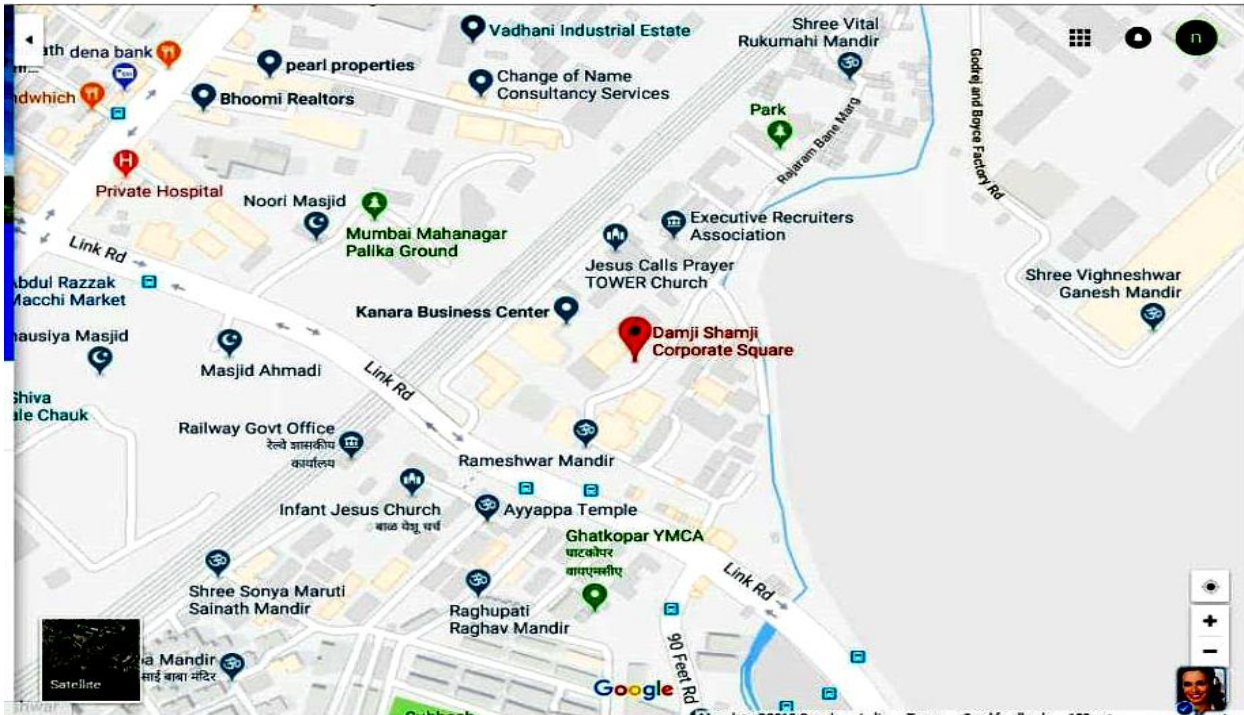 Vadhani Industrial Estate
Shree Vital
Rukumahi Mandir
n
ath
dena bank
pearl properties
Change of Name
Consultancy Services
ndwhich
Bhoomi Realtors
Park
Godrej and Boyce Factory Rd
Rajaram Bane Marg
H
Private Hospital
Noori Masjid
Mumbai Mahanagar
Palika Ground
Executive Recruiters
Association
Link Rd
Jesus Calls Prayer
TOWER Church
Shree Vighneshwar
Ganesh Mandir
Abdul Razzak
Macchi Market
Kanara Business Center
Damji Shamji
Corporate Square
hausiya Masjid
Masjid Ahmadi
Link Rd
Shiva
ale Chauk
Railway Govt Office
रेल्वे शासकीय
कार्यालय
Rameshwar Mandir
Infant Jesus Church
बाळ येशू चर्च
Ayyappa Temple
Ghatkopar YMCA
घाटकोपर
वायएमसीए
Link Rd
Shree Sonya Maruti
Sainath Mandir
Raghupati
Raghav Mandir
90 Feet Rd
ba Mandir
साई बाबा मंदिर
Satellite
Google